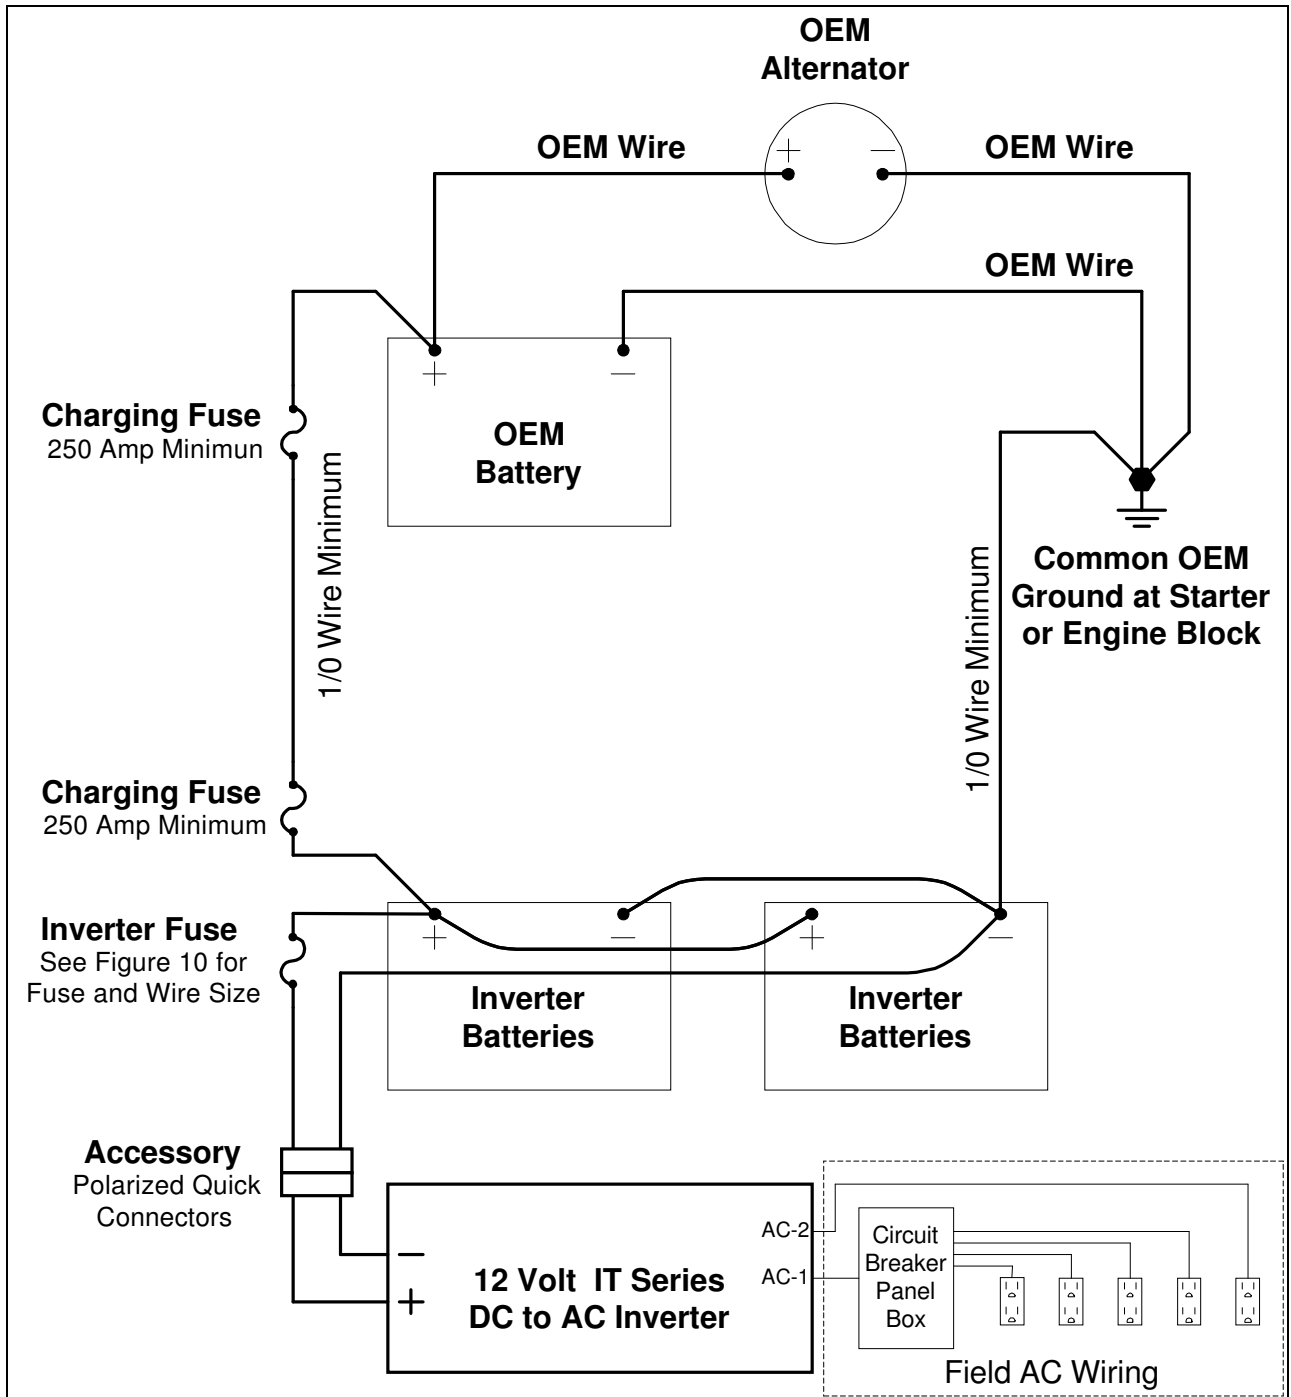 OEM
Alternator
OEM Wire
+
−
OEM Wire
OEM Wire
+
−
OEM
Battery
Charging Fuse
250 Amp Minimun
1/0 Wire Minimum
Common OEM
Ground at Starter
or Engine Block
1/0 Wire Minimum
Charging Fuse
250 Amp Minimum
Inverter Fuse
See Figure 10 for
Fuse and Wire Size
+
−
Inverter
Batteries
+
−
Inverter
Batteries
Accessory
Polarized Quick
Connectors
−
+
12 Volt IT Series
DC to AC Inverter
AC-2
AC-1
Circuit
Breaker
Panel
Box
Field AC Wiring